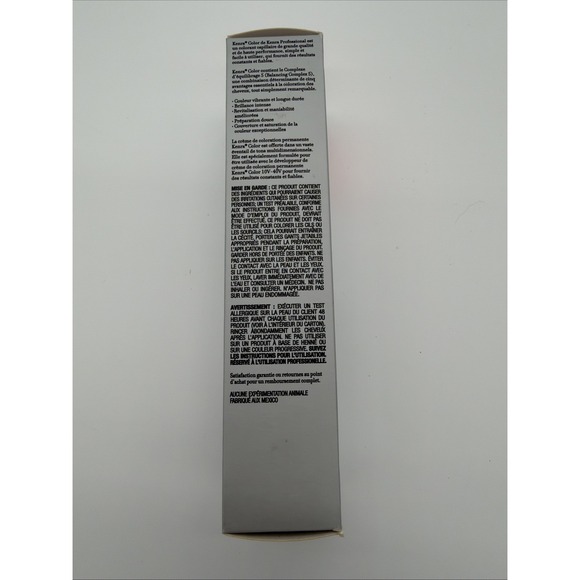 Kenra® Color de Kenra Professional est
un colorant capillaire de grande qualité
et de haute performance, simple et
facile à utiliser, qui fournit des résultats
constants et fiables.
Kenra® Color contient le Complexe
d'équilibrage 5 (Balancing Complex 5),
une combinaison déterminante de cinq
avantages essentiels à la coloration des
cheveux, tout simplement remarquable.
· Couleur vibrante et longue durée
· Brillance intense
· Revitalisation et maniabilité
améliorées
· Préparation douce
· Couverture et saturation de la
couleur exceptionnelles
La crème de coloration permanente
Kenra® Color est offerte dans un vaste
éventail de tons multidimensionnels.
Elle est spécialement formulée pour
être utilisée avec le développeur de
crème de coloration permanente
Kenra® Color 10V-40V pour fournir
des résultats constants et fiables.
MISE EN GARDE : CE PRODUIT CONTIENT
DES INGRÉDIENTS QUI POURRAIENT CAUSER
DES IRRITATIONS CUTANÉES SUR CERTAINES
PERSONNES; UN TEST PRÉALABLE, CONFORME
AUX INSTRUCTIONS FOURNIES AVEC LE
MODE D'EMPLOI DU PRODUIT, DEVRAIT
ÊTRE EFFECTUÉ. CE PRODUIT NE DOIT PAS
ÊTRE UTILISÉ POUR COLORER LES CILS OU
LES SOURCILS; CELA POURRAIT ENTRAÎNER
LA CÉCITÉ. PORTER DES GANTS JETABLES
APPROPRIÉS PENDANT LA PRÉPARATION,
L'APPLICATION ET LE RINÇAGE DU PRODUIT.
GARDER HORS DE PORTÉE DES ENFANTS. NE
PAS APPLIQUER SUR LES ENFANTS. ÉVITER
LE CONTACT AVEC LA PEAU ET LES YEUX.
SI LE PRODUIT ENTRE EN CONTACT AVEC
LES YEUX, LAVER IMMÉDIATEMENT AVEC DE
L'EAU ET CONSULTER UN MÉDECIN. NE PAS
INHALER OU INGÉRER. N'APPLIQUER PAS
SUR UNE PEAU ENDOMMAGÉE.
AVERTISSEMENT : EXÉCUTER UN TEST
ALLERGIQUE SUR LA PEAU DU CLIENT 48
HEURES AVANT CHAQUE UTILISATION DU
PRODUIT (VOIR À L'INTÉRIEUR DU CARTON).
RINCER ABONDAMMENT LES CHEVEUX
APRÈS L'APPLICATION. NE PAS UTILISER
SUR UN PRODUIT À BASE DE HENNÉ OU
SUR UNE COULEUR PROGRESSIVE. SUIVEZ
LES INSTRUCTIONS POUR L'UTILISATION.
RÉSERVÉ À L'UTILISATION PROFESSIONELLE.
Satisfaction garantie ou retournez au point
d'achat pour un remboursement complet.
AUCUNE EXPÉRIMENTATION ANIMALE
FABRIQUÉ AUX MEXICO